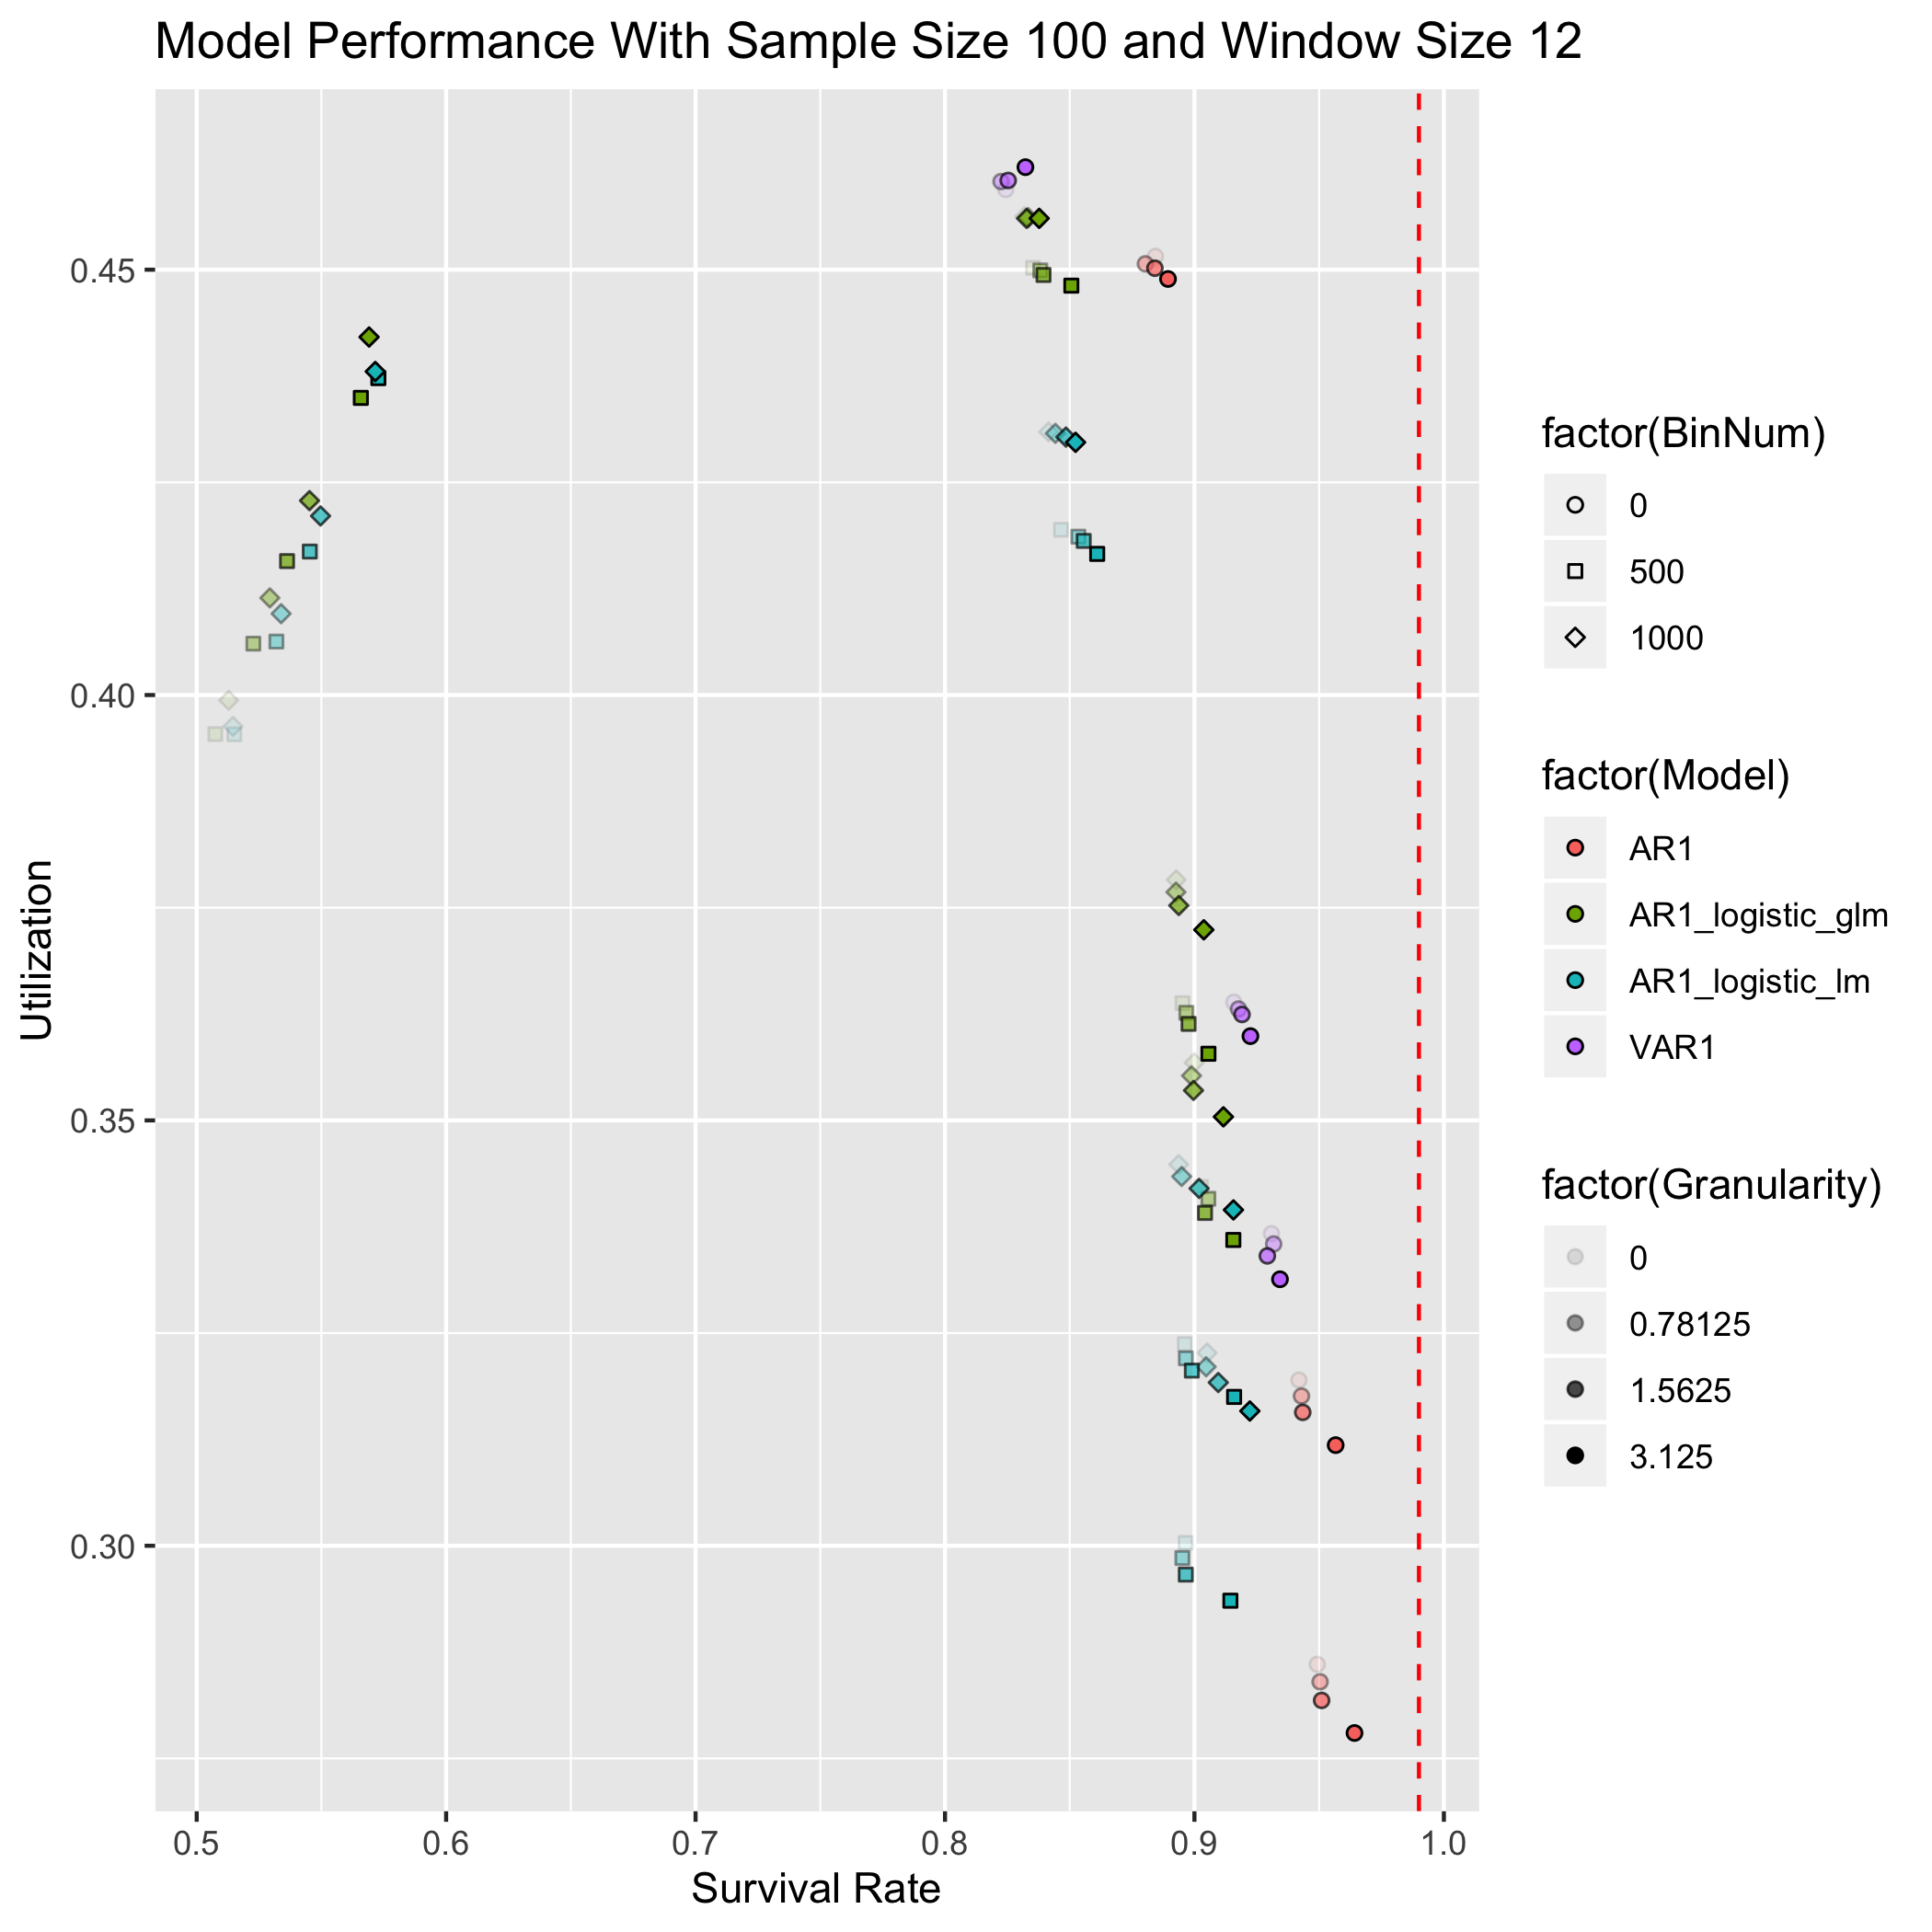 Model Performance With Sample Size 100 and Window Size 12
Utilization
0.45
0.40
0.35
0.30
0.5 0.6 0.7 0.8 0.9 1.0
Survival Rate
factor(BinNum)
0
500
1000
factor(Model)
AR1
AR1_logistic_glm
AR1_logistic_lm
VAR1
factor(Granularity)
0
0.78125
1.5625
3.125